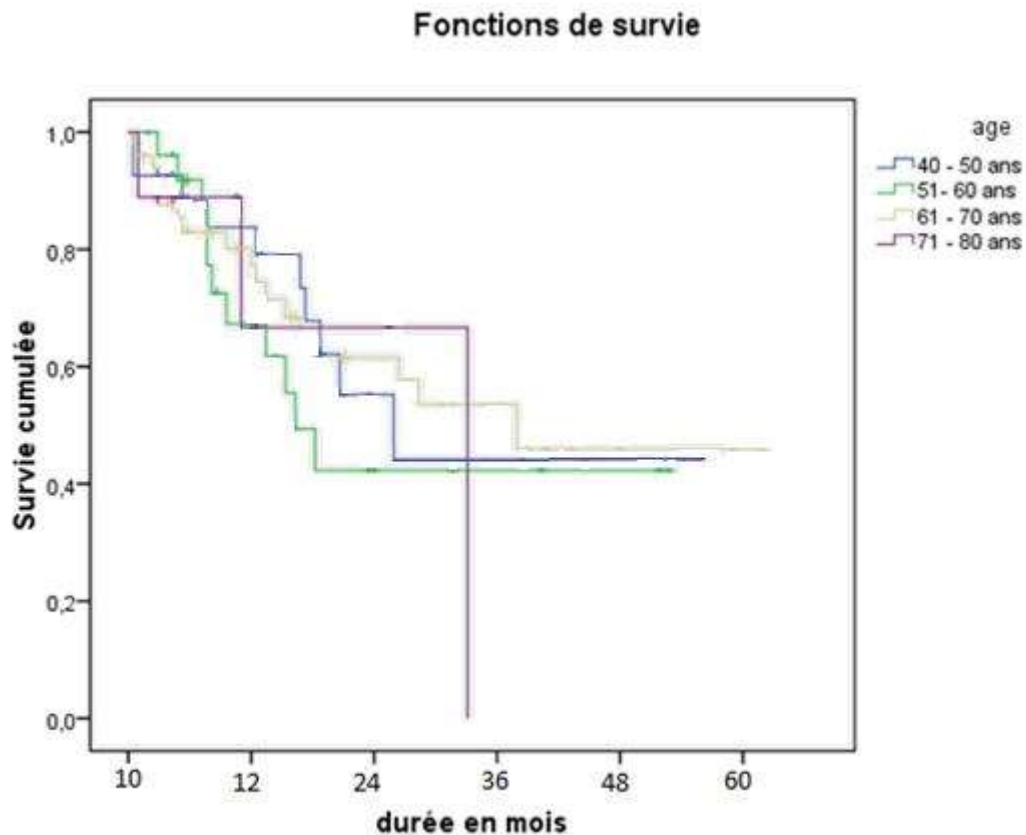 Fonctions de survie
age
40 - 50 ans
51- 60 ans
61 - 70 ans
71 - 80 ans
Survie cumulée
1,0
0,8
0,6
0,4
0,2
0,0
10 12 24 36 48 60
durée en mois